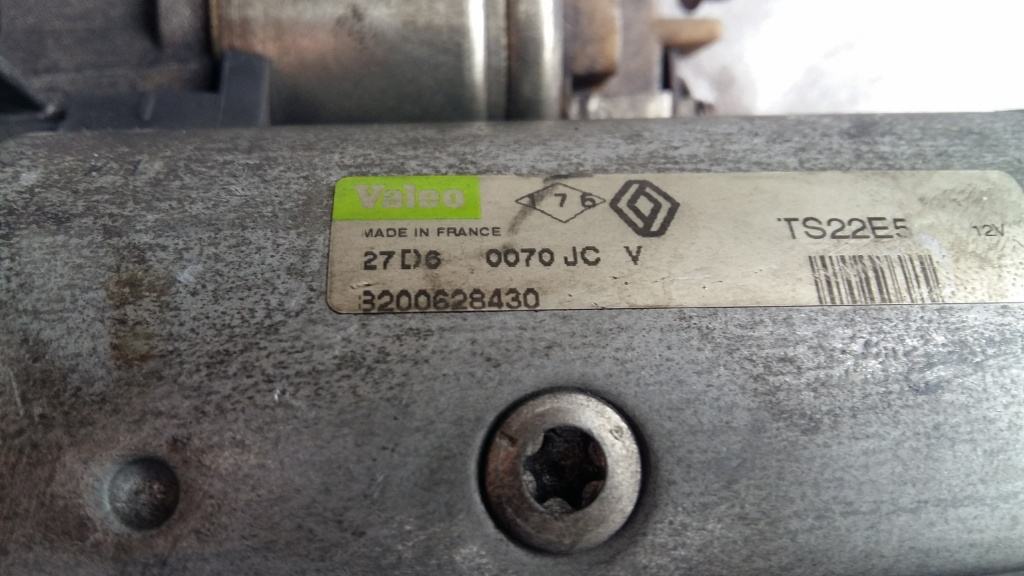 Valeo
176
MADE IN FRANCE
TS22E5
12V
27D6 0070 JC V
8200628430